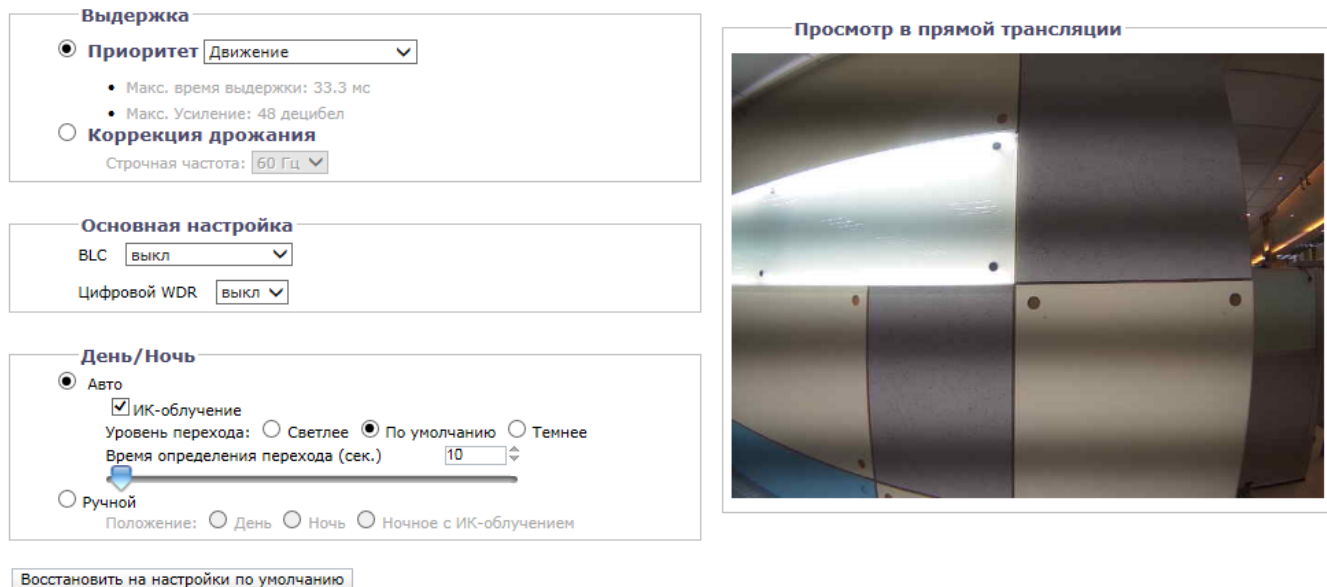 Выдержка
Приоритет Движение
Макс. время выдержки: 33.3 мс
Макс. Усиление: 48 децибел
Коррекция дрожания
Строчная частота: 60 Гц
Основная настройка
BLC выкл
Цифровой WDR выкл
День/Ночь
Авто
ИК-облучение
Уровень перехода: Светлее По умолчанию Темнее
Время определения перехода (сек.) 10
Ручной
Положение: День Ночь Ночное с ИК-облучением
Восстановить на настройки по умолчанию
Просмотр в прямой трансляции